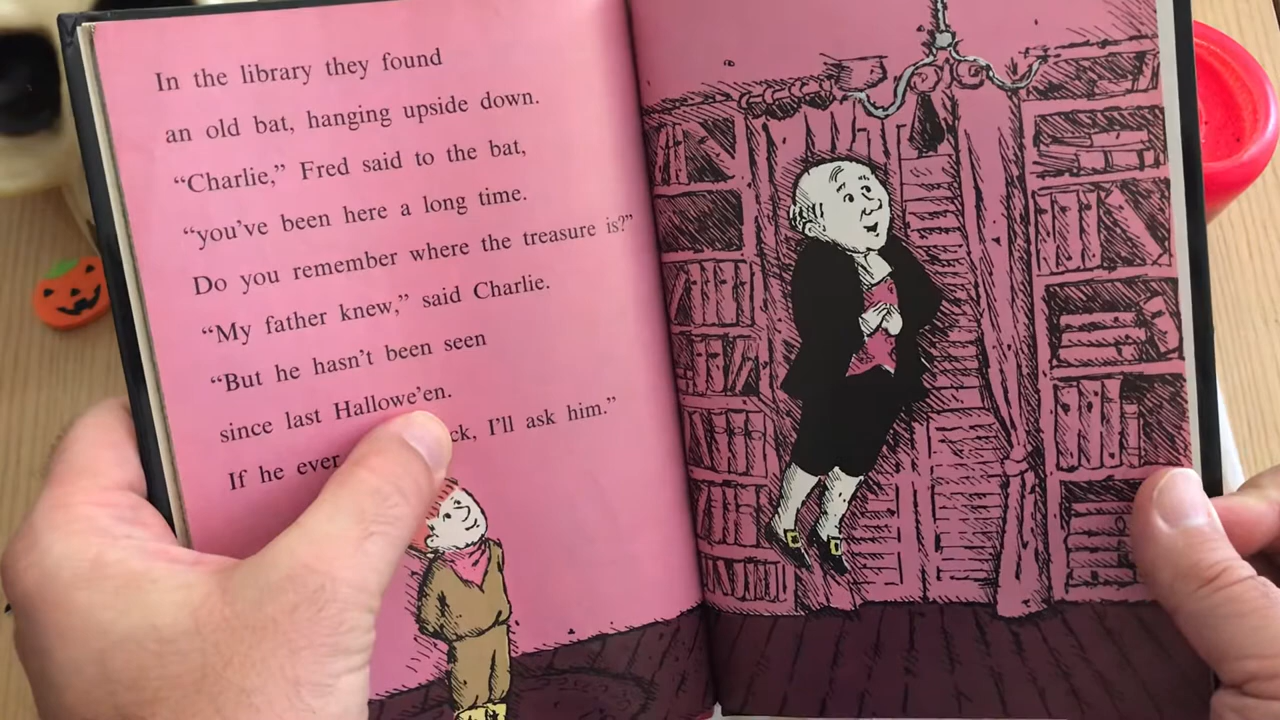 In the library they found
an old bat, hanging upside down.
“Charlie,” Fred said to the bat,
“you’ve been here a long time.
Do you remember where the treasure is?”
“My father knew,” said Charlie.
“But he hasn’t been seen
since last Hallowe’en.
If he ever ck, I’ll ask him.”